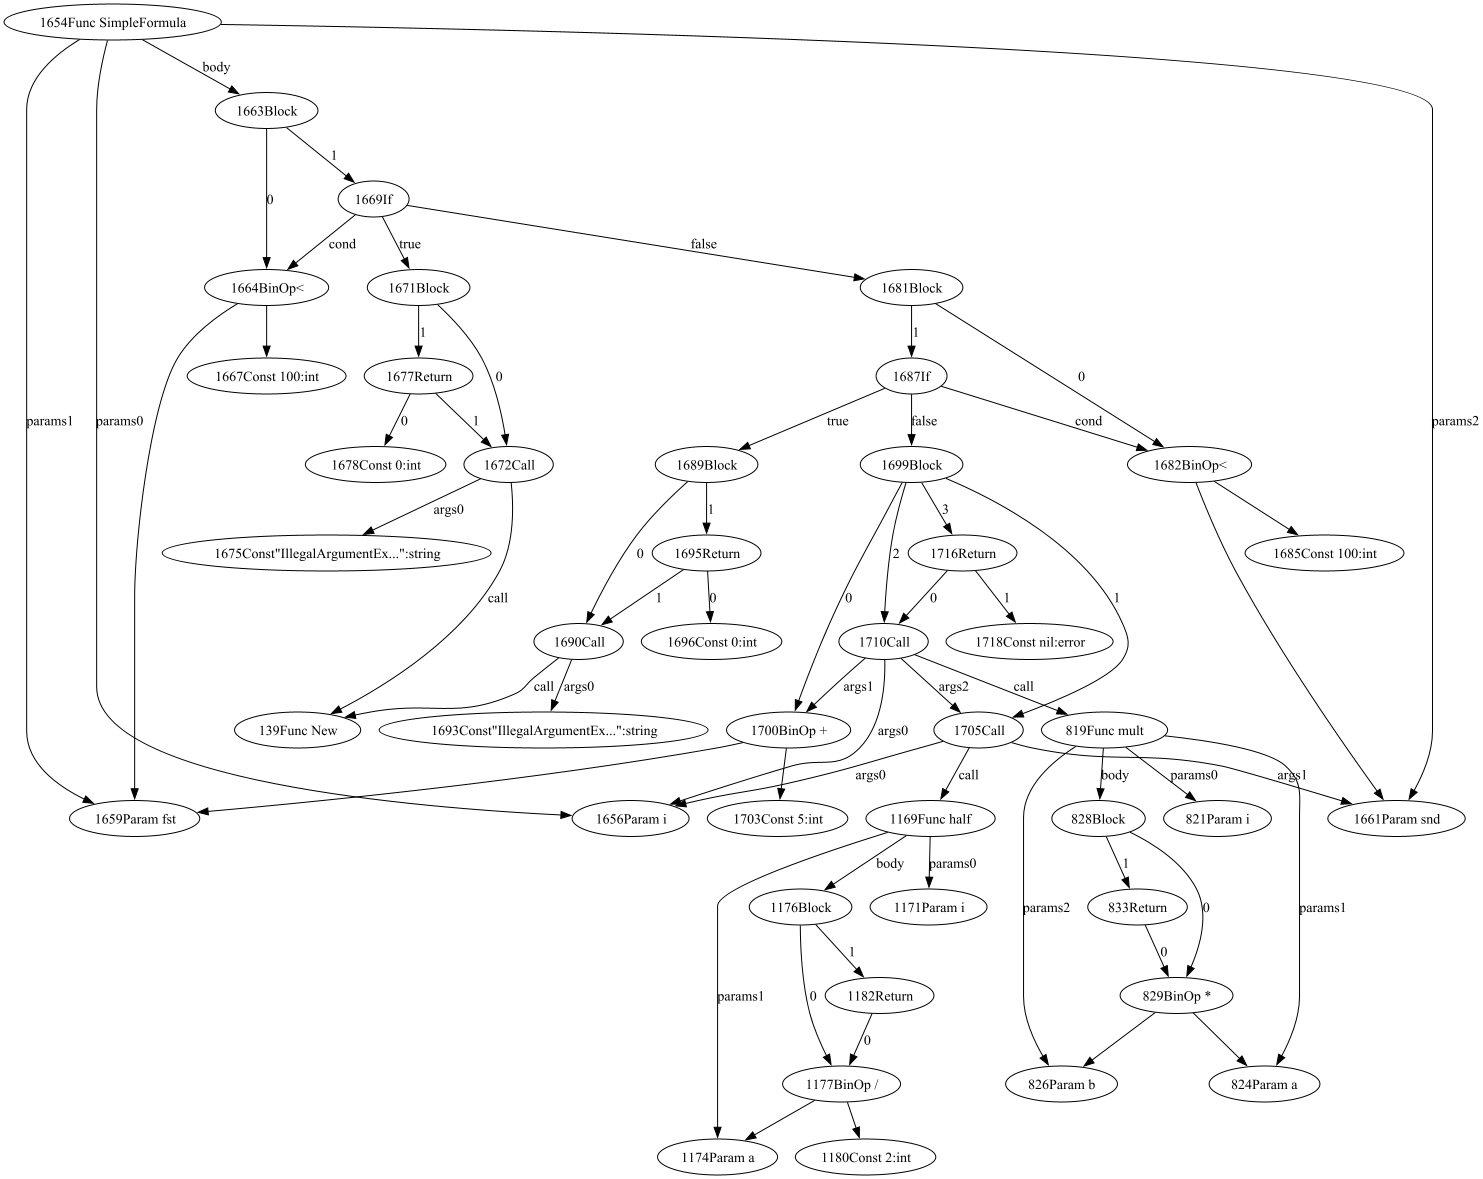 1654Func SimpleFormula
body
1663Block
1
1669If
0
cond
true
false
1664BinOp<
1671Block
1681Block
1
1
1667Const 100:int
1677Return
0
1687If
0
params1
params0
0
1
true
false
cond
params2
1678Const 0:int
1672Call
1689Block
1699Block
1682BinOp<
args0
1
3
1675Const"IllegalArgumentEx...":string
0
1695Return
2
1716Return
1685Const 100:int
call
1
0
0
0
1
1
1690Call
1696Const 0:int
1710Call
1718Const nil:error
call
args0
args1
args2
call
139Func New
1693Const"IllegalArgumentEx...":string
1700BinOp +
args0
1705Call
819Func mult
args0
call
body
params0
args1
1659Param fst
1656Param i
1703Const 5:int
1169Func half
828Block
821Param i
1661Param snd
body
params0
1
1176Block
1171Param i
params2
833Return
0
params1
1
0
params1
0
1182Return
829BinOp *
0
1177BinOp /
826Param b
824Param a
1174Param a
1180Const 2:int